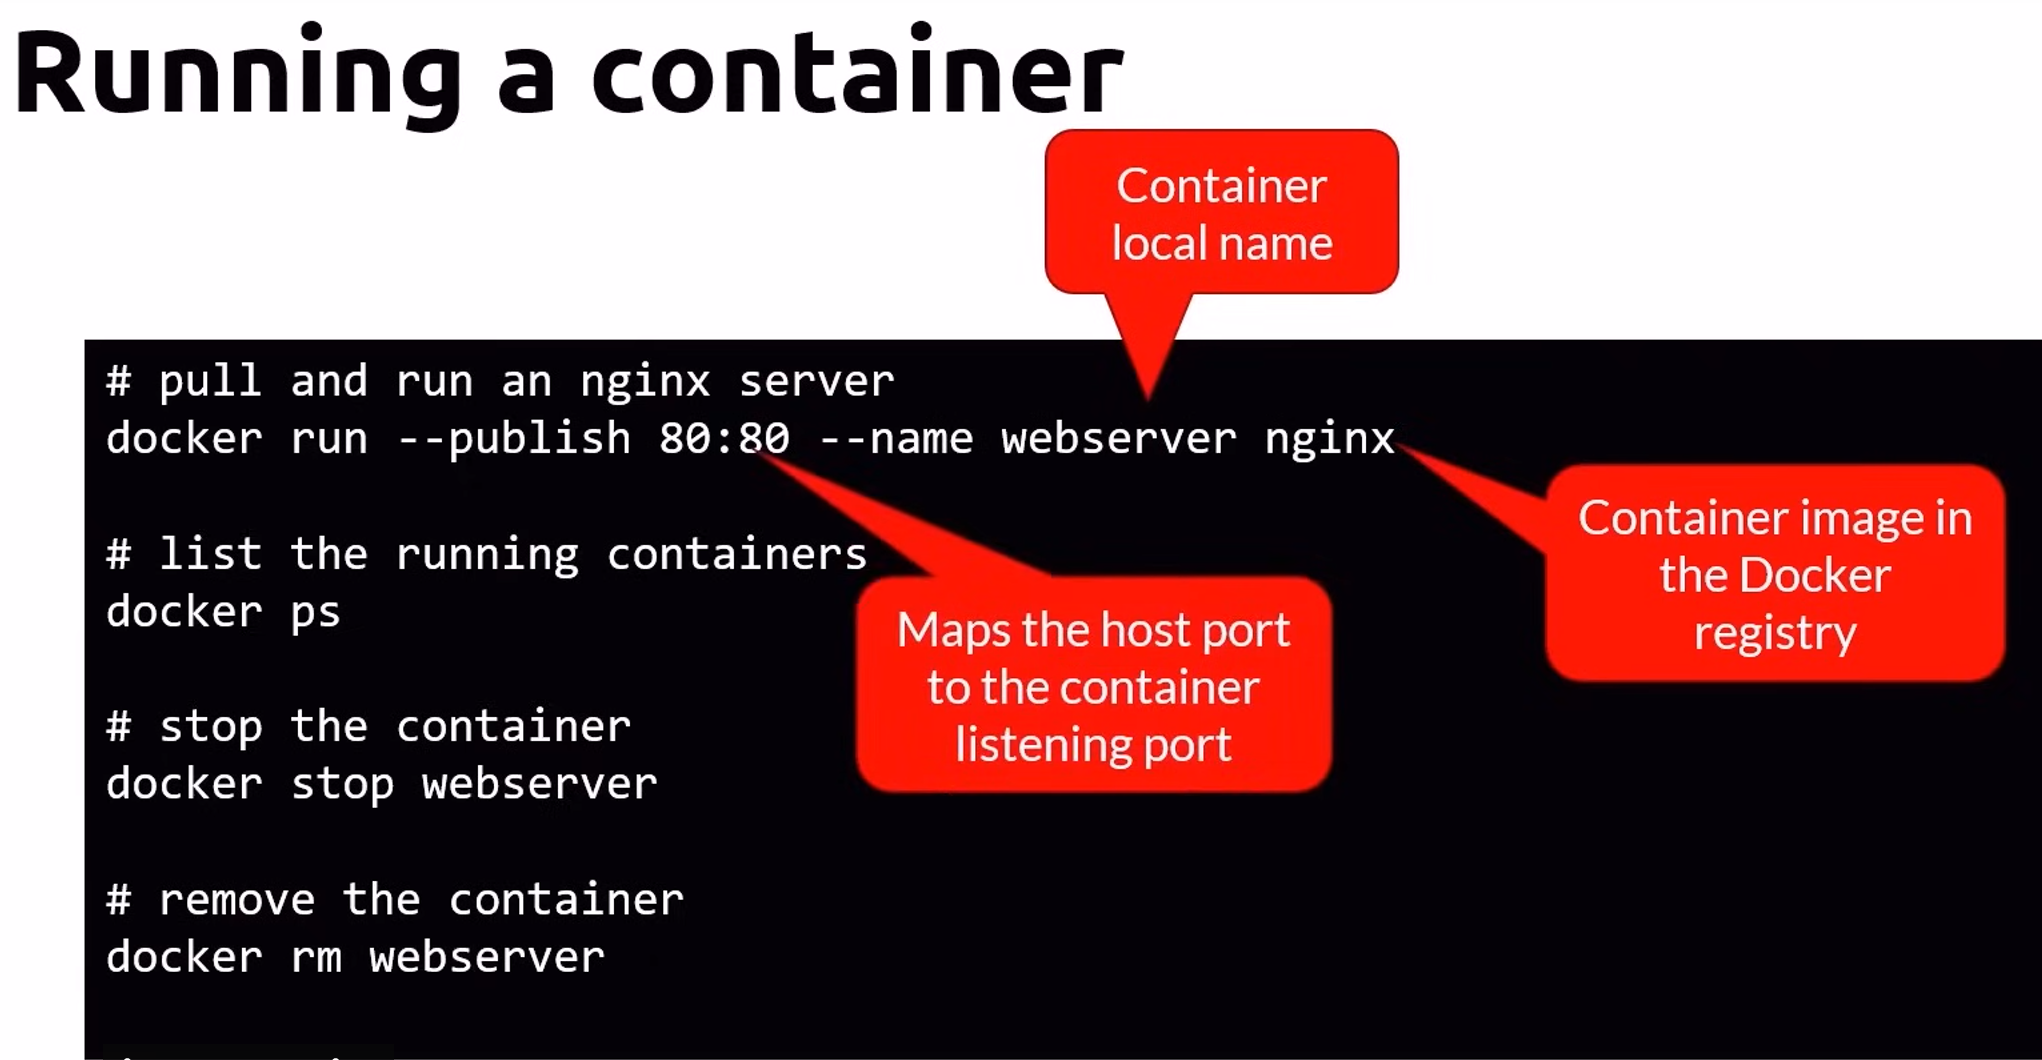 Running a container
Container
local name
# pull and run an nginx server
docker run --publish 80:80 --name webserver nginx
Container image in
the Docker
registry
# list the running containers
docker ps
Maps the host port
to the container
listening port
# stop the container
docker stop webserver
# remove the container
docker rm webserver